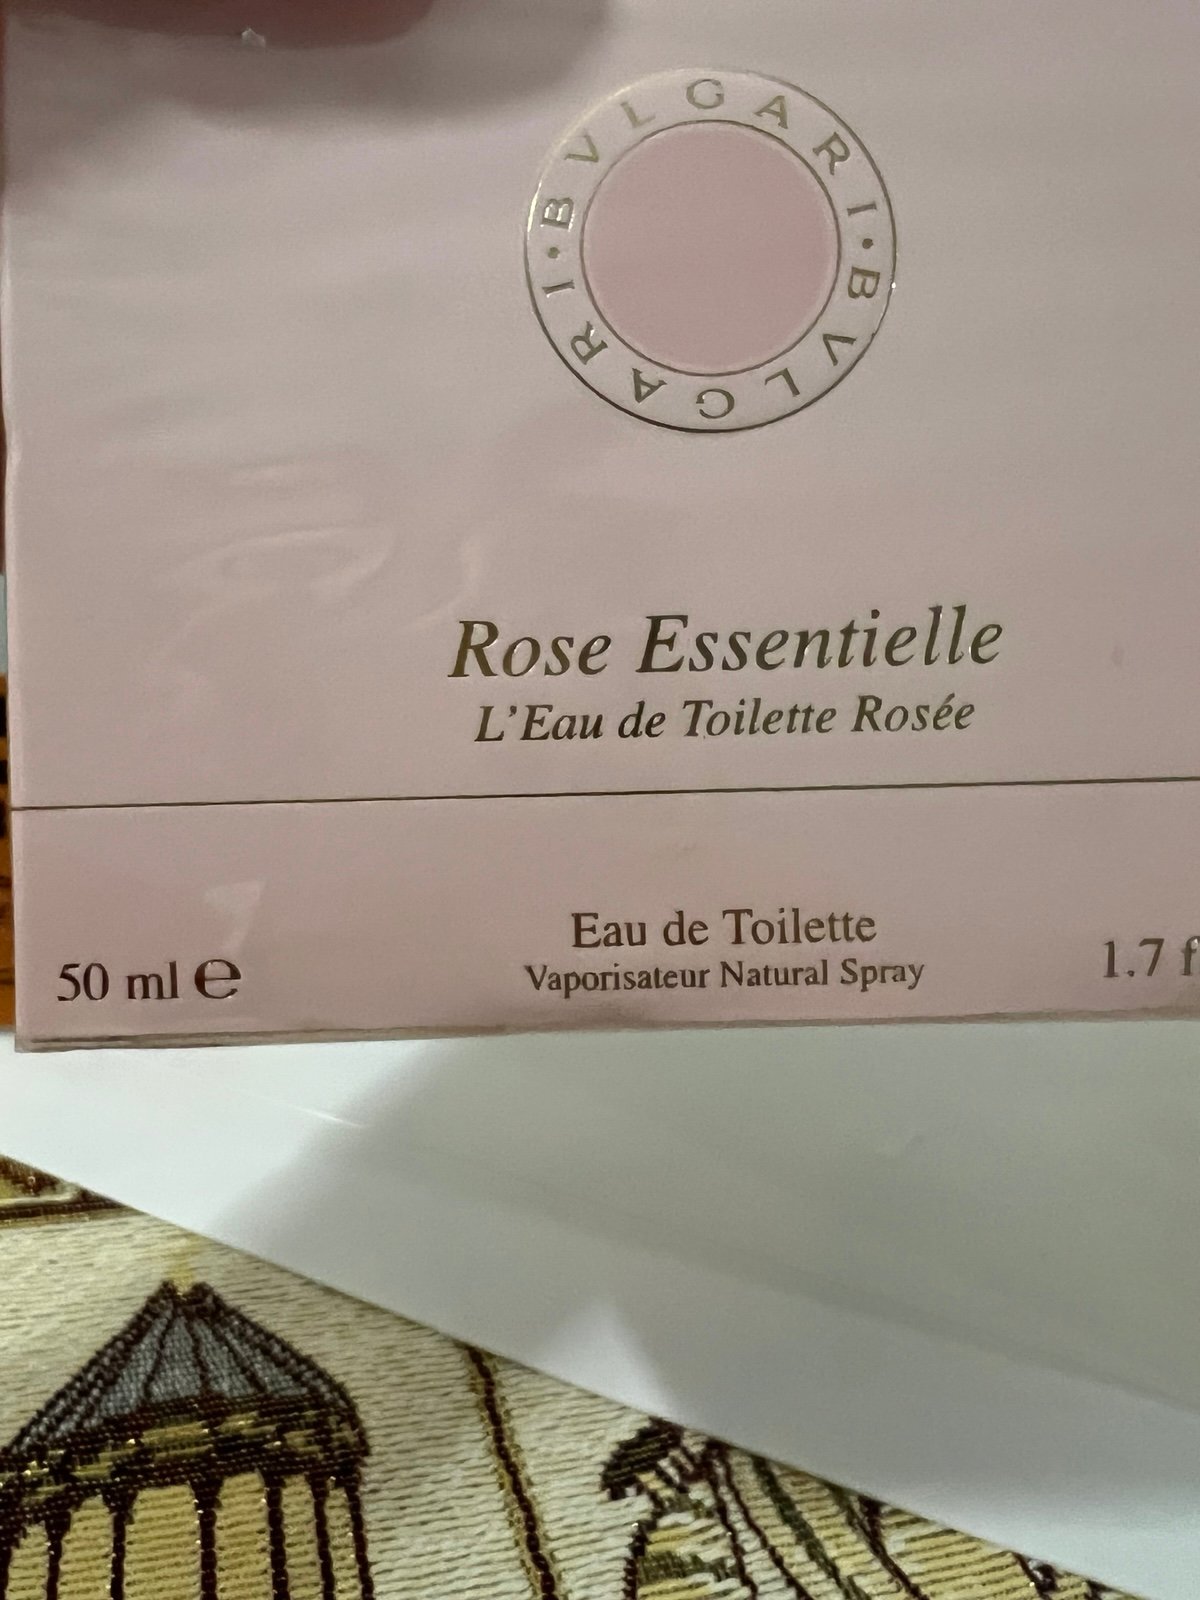 BVLGARI · BVLGARI ·
Rose Essentielle
L'Eau de Toilette Rosée
Eau de Toilette
Vaporisateur Natural Spray
50 ml ℮
1.7 f